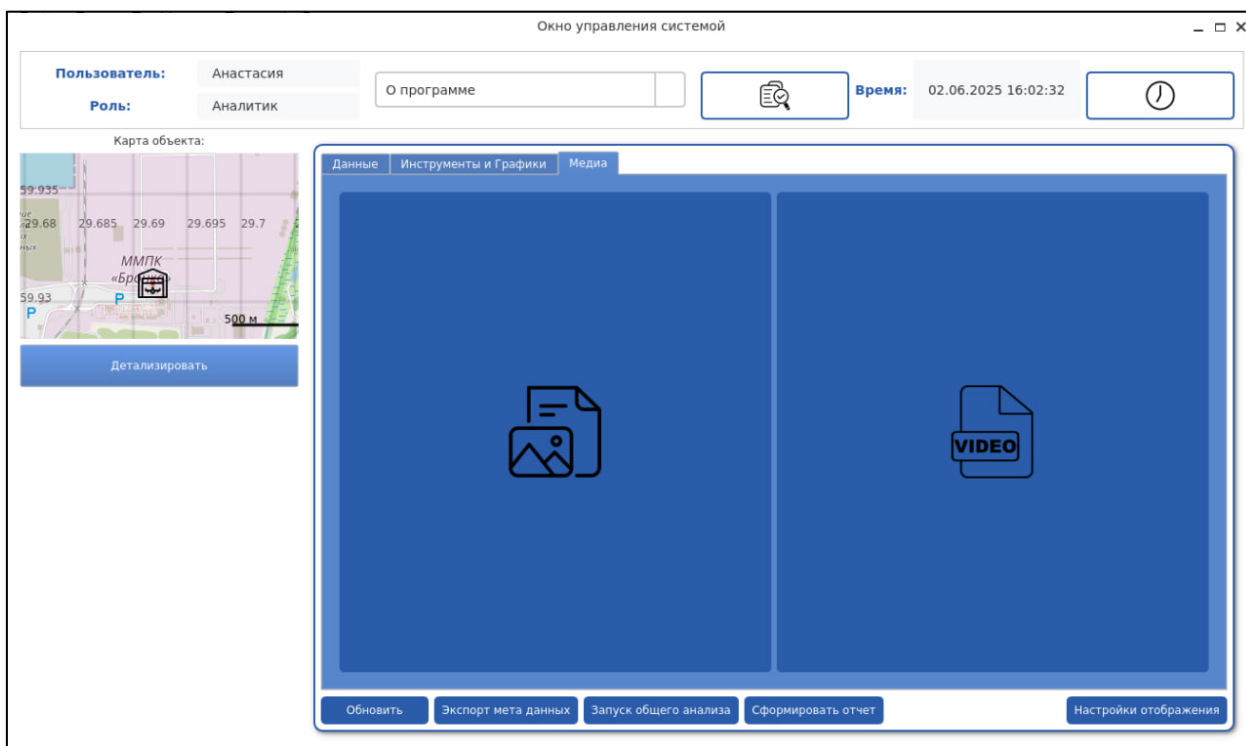 Окно управления системой
Пользователь: Анастасия
Роль: Аналитик
О программе
Время: 02.06.2025 16:02:32
Карта объекта:
59.935
29.68 29.685 29.69 29.695 29.7
ММПК
59.93
P
P
500 м
Детализировать
Данные Инструменты и Графики Медиа
VIDEO
Обновить Экспорт мета данных Запуск общего анализа Сформировать отчет Настройки отображения